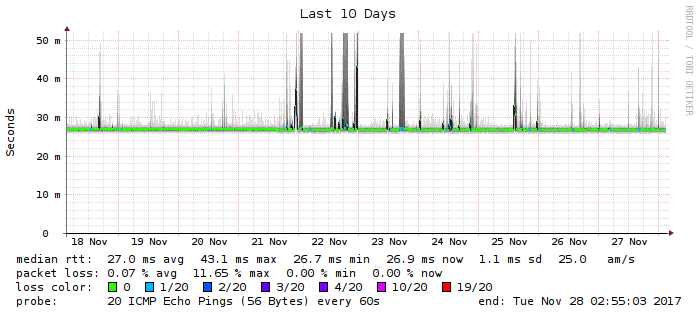 Last 10 Days
RRDTOOL / TOBI OETIKER
Seconds
50 m
40 m
30 m
20 m
10 m
0
18 Nov 19 Nov 20 Nov 21 Nov 22 Nov 23 Nov 24 Nov 25 Nov 26 Nov 27 Nov
median rtt: 27.0 ms avg 43.1 ms max 26.7 ms min 26.9 ms now 1.1 ms sd 25.0 am/s
packet loss: 0.07 % avg 11.65 % max 0.00 % min 0.00 % now
loss color: 0 1/20 2/20 3/20 4/20 10/20 19/20
probe: 20 ICMP Echo Pings (56 Bytes) every 60s end: Tue Nov 28 02:55:03 2017